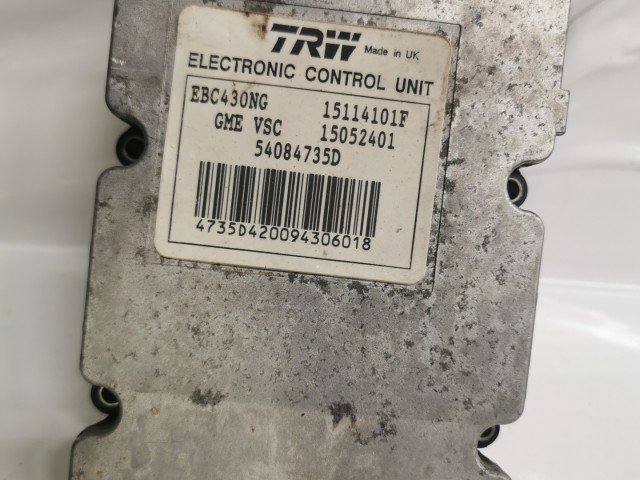 TRW Made in UK
ELECTRONIC CONTROL UNIT
EBC430NG 15114101F
GME VSC 15052401
54084735D
4735D420094306018